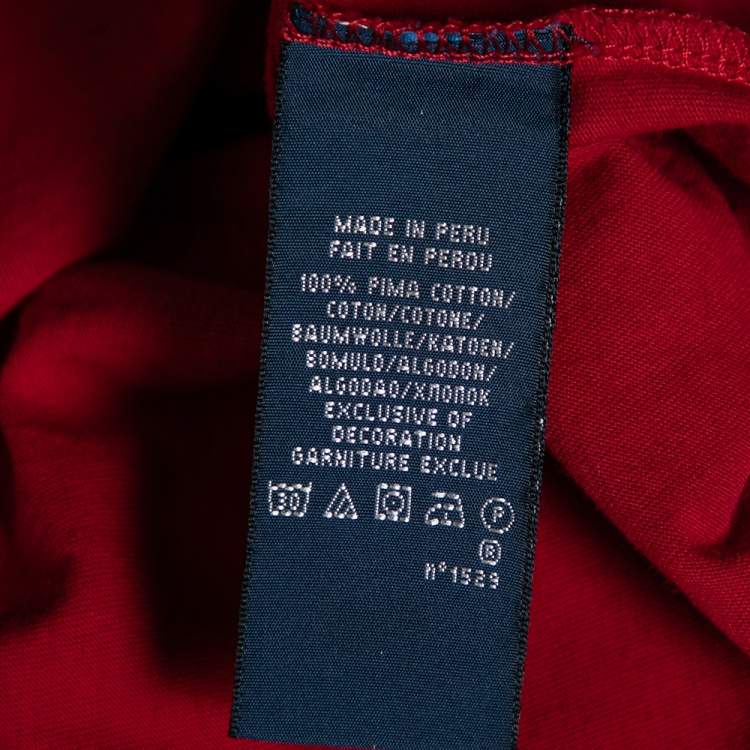 MADE IN PERU
FAIT EN PEROU
100% PIMA COTTON/
COTON/COTONE/
BAUMWOLLE/KATOEN/
BOMULD/ALGODON/
ALGODAO/ХЛОПОК
EXCLUSIVE OF
DECORATION
GARNITURE EXCLUE
30 P
®
n°1529